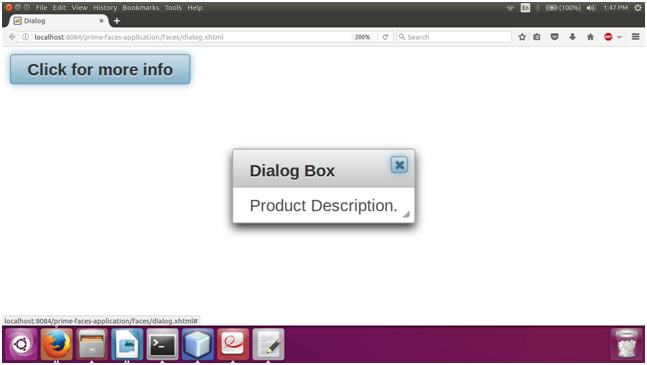 File Edit View History Bookmarks Tools Help
En (100%) 1:47 PM
Dialog
localhost:8084/prime-faces-application/faces/dialog.xhtml 200% Search
ABP
Click for more info
Dialog Box
Product Description.
localhost:8084/prime-faces-application/faces/dialog.xhtml#